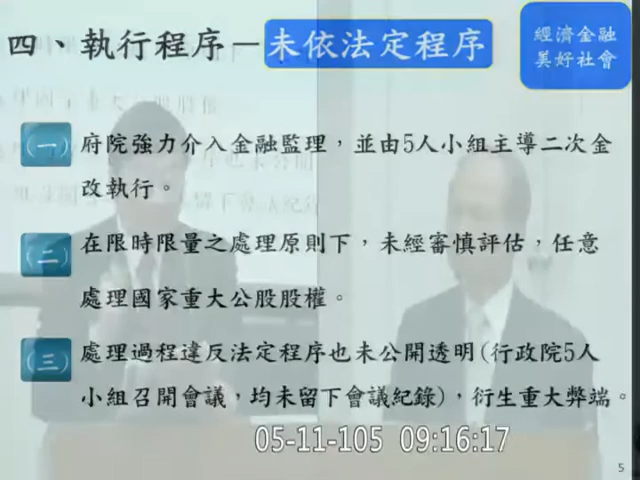 四、執行程序－未依法定程序
經濟金融
美好社會
(一) 府院強力介入金融監理，並由5人小組主導二次金
改執行。
(二) 在限時限量之處理原則下，未經審慎評估，任意
處理國家重大公股股權。
(三) 處理過程違反法定程序也未公開透明(行政院5人
小組召開會議，均未留下會議紀錄)，衍生重大弊端。
05-11-105 09:16:17
5